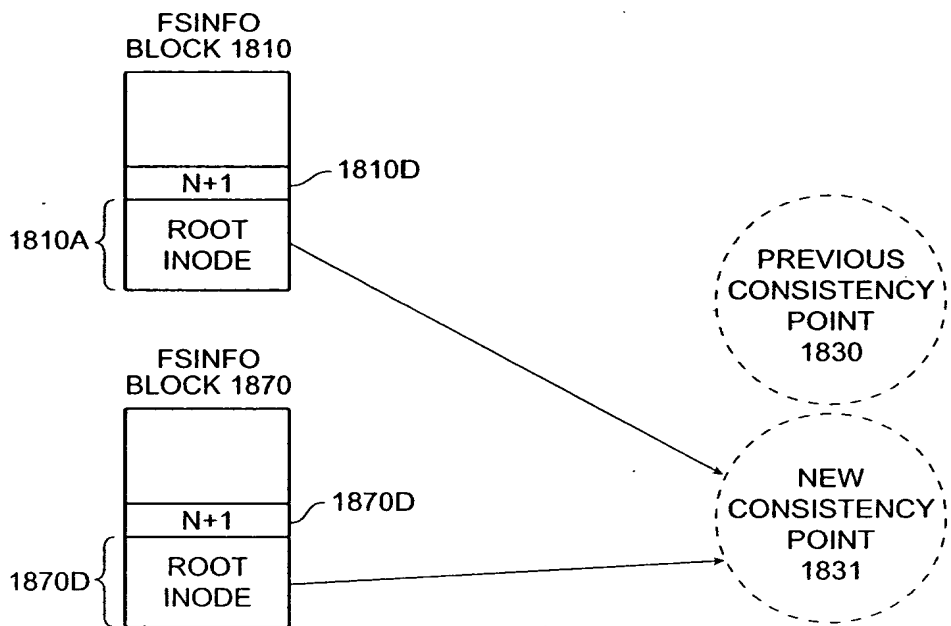 FSINFO
BLOCK 1810
N+1
1810D
1810A
ROOT
INODE
PREVIOUS
CONSISTENCY
POINT
1830
FSINFO
BLOCK 1870
N+1
1870D
1870D
ROOT
INODE
NEW
CONSISTENCY
POINT
1831